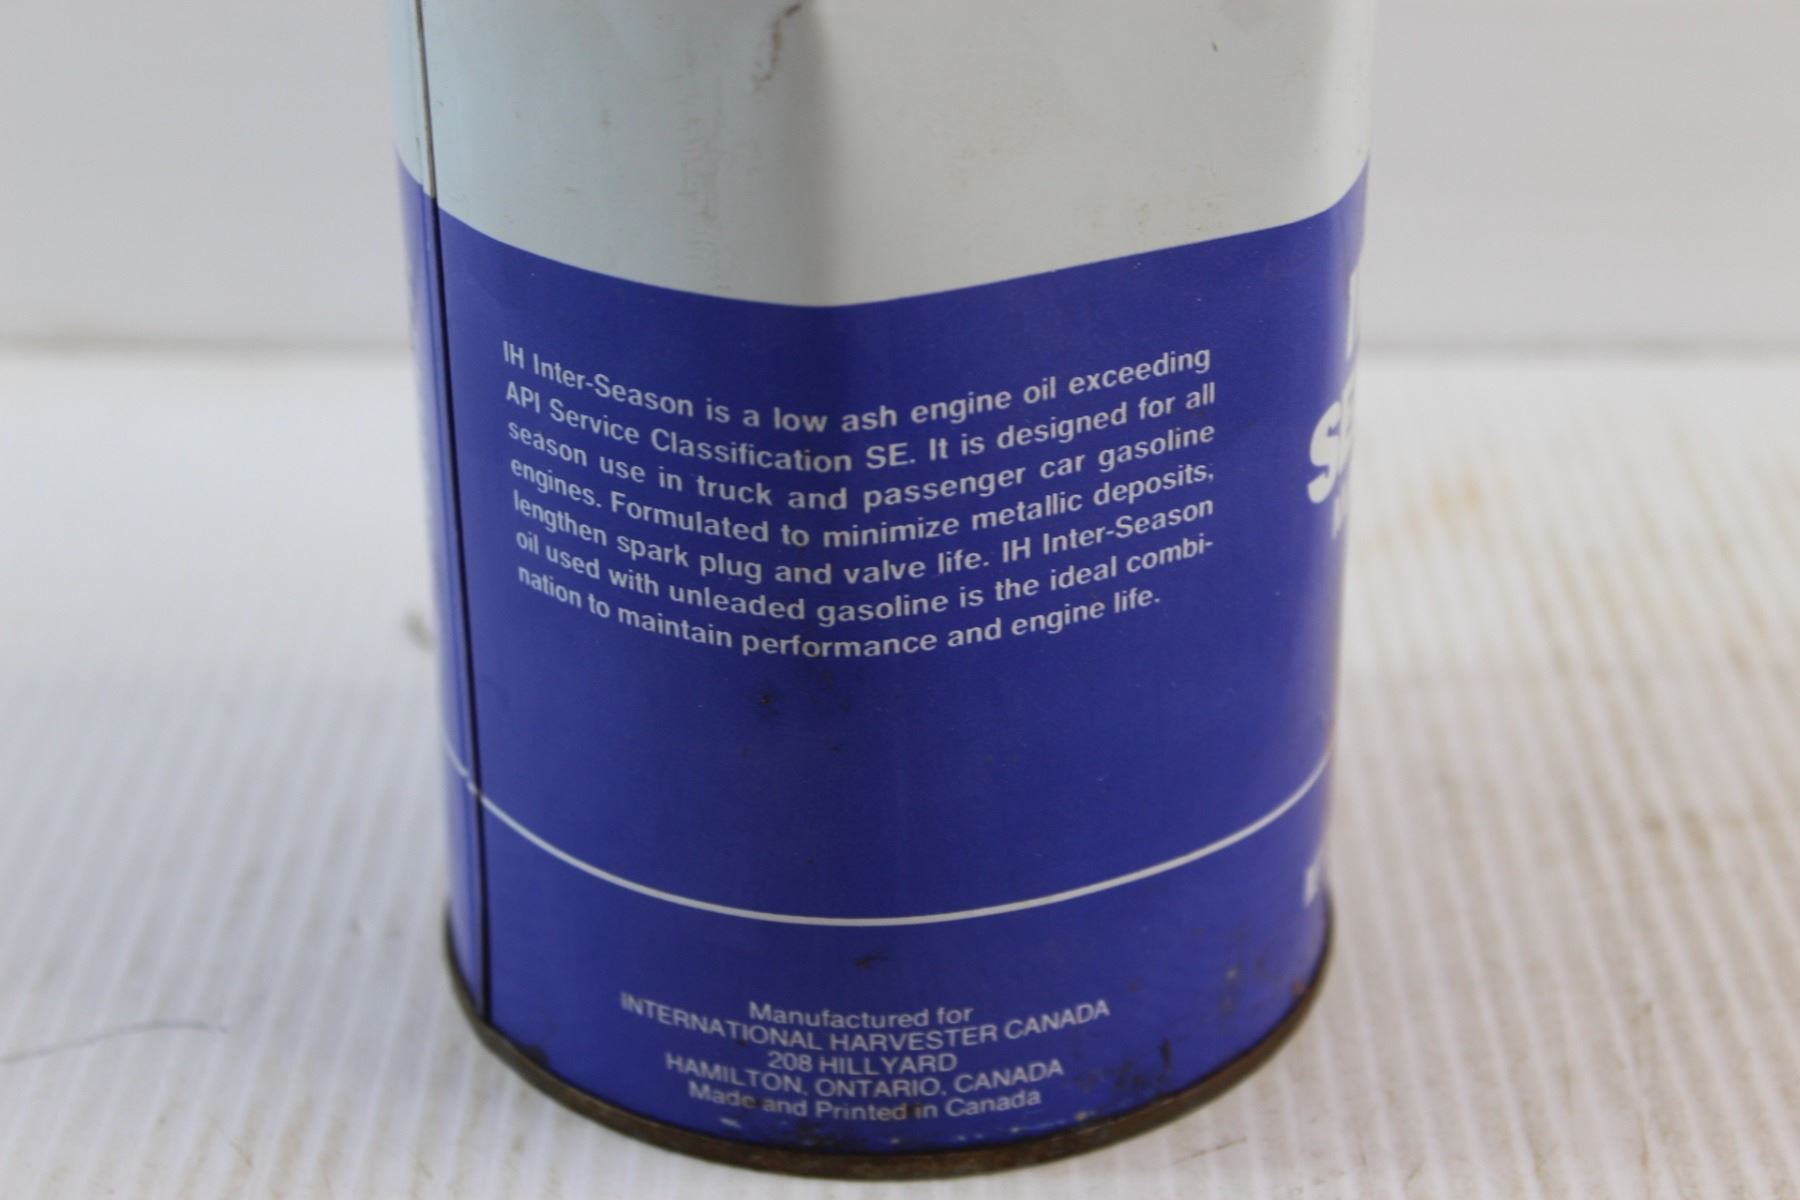 IH Inter-Season is a low ash engine oil exceeding
API Service Classification SE. It is designed for all
season use in truck and passenger car gasoline
engines. Formulated to minimize metallic deposits,
lengthen spark plug and valve life. IH Inter-Season
oil used with unleaded gasoline is the ideal combi-
nation to maintain performance and engine life.
Manufactured for
INTERNATIONAL HARVESTER CANADA
208 HILLYARD
HAMILTON, ONTARIO, CANADA
Made and Printed in Canada